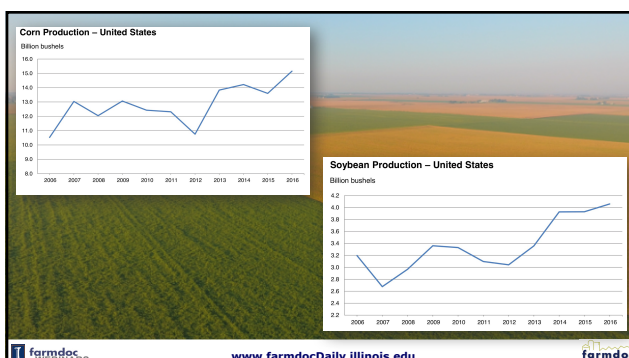 Corn Production – United States
Billion bushels
16.0
15.0
14.0
13.0
12.0
11.0
10.0
9.0
8.0
2006 2007 2008 2009 2010 2011 2012 2013 2014 2015 2016
Soybean Production – United States
Billion bushels
4.2
4.0
3.8
3.6
3.4
3.2
3.0
2.8
2.6
2.4
2.2
2006 2007 2008 2009 2010 2011 2012 2013 2014 2015 2016
farmdoc
www.farmdocDaily.illinois.edu
farmdo